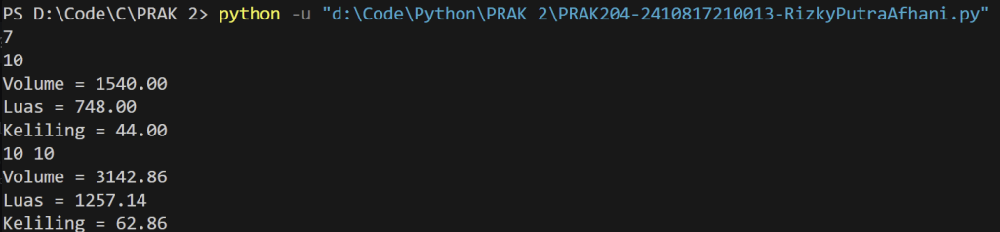 PS D:\Code\C\PRAK 2> python -u "d:\Code\Python\PRAK 2\PRAK204-2410817210013-RizkyPutraAfhani.py"
7
10
Volume = 1540.00
Luas = 748.00
Keliling = 44.00
10 10
Volume = 3142.86
Luas = 1257.14
Keliling = 62.86